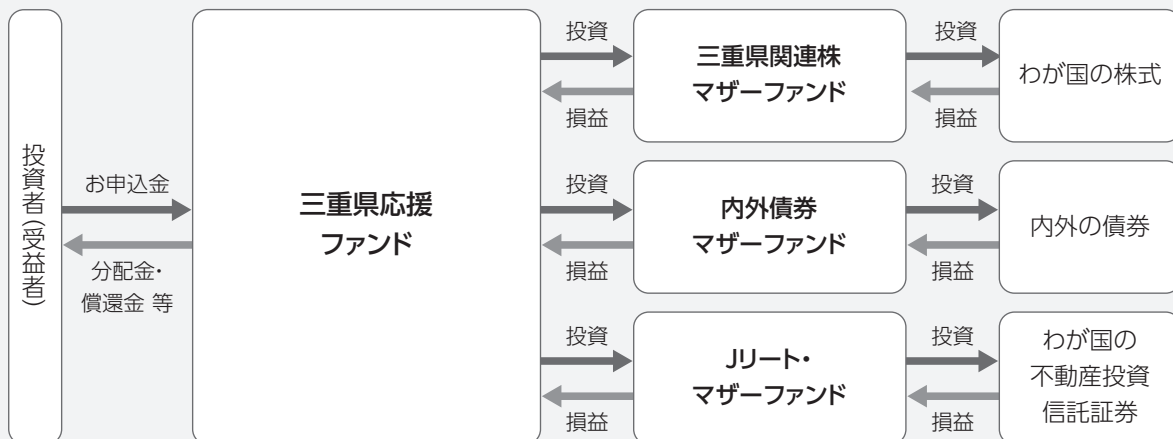 投資者(受益者)
お申込金
分配金・
償還金 等
三重県応援
ファンド
投資
損益
三重県関連株
マザーファンド
投資
損益
わが国の株式
投資
損益
内外債券
マザーファンド
投資
損益
内外の債券
投資
損益
Jリート・
マザーファンド
投資
損益
わが国の
不動産投資
信託証券